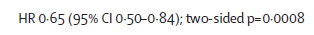 HR 0·65 (95% CI 0·50–0·84); two-sided p=0·0008